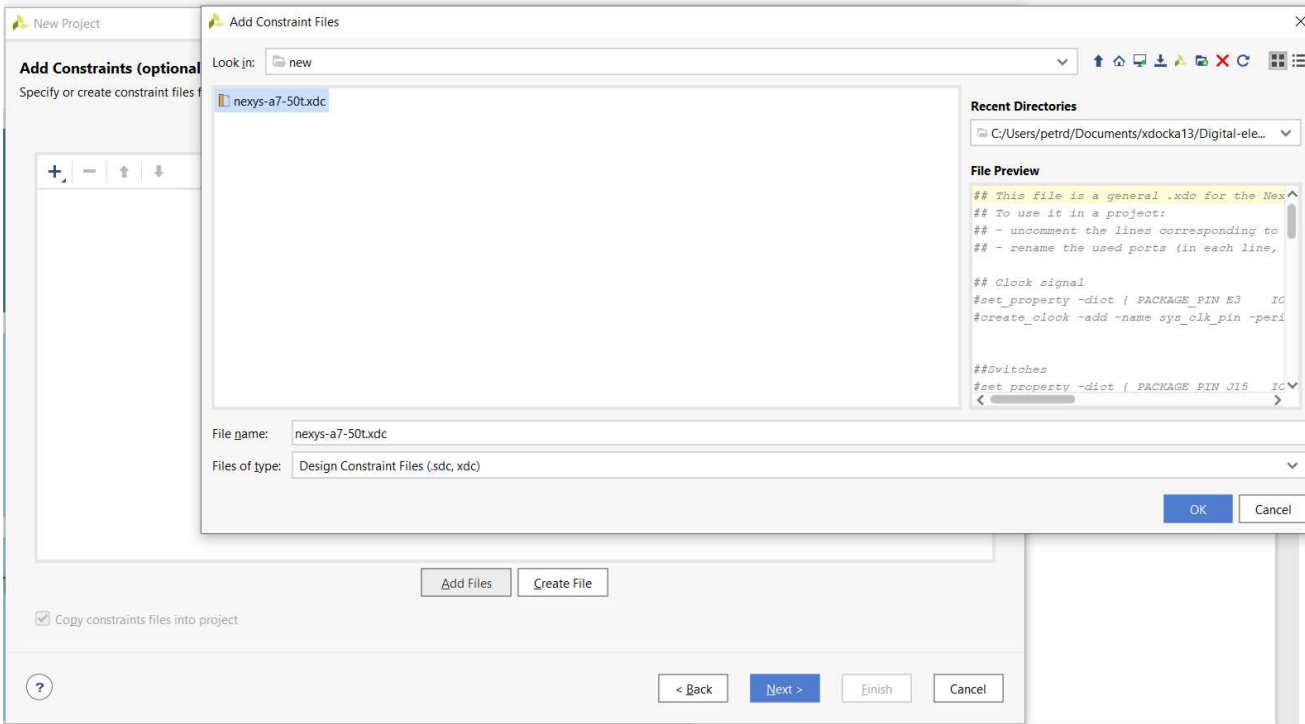 New Project
Add Constraints (optional
Specify or create constraint files f
Add Constraint Files
Look in: new
nexys-a7-50t.xdc
Recent Directories
C:/Users/petrd/Documents/xdocka13/Digital-ele...
File Preview
## This file is a general .xdc for the Nex
## To use it in a project:
## - uncomment the lines corresponding to
## - rename the used ports (in each line,
## Clock signal
#set_property -dict { PACKAGE_PIN E3 IO
#create_clock -add -name sys_clk_pin -peri
##Switches
#set_property -dict { PACKAGE_PIN J15 IO
File name: nexys-a7-50t.xdc
Files of type: Design Constraint Files (.sdc, xdc)
OK Cancel
Add Files Create File
Copy constraints files into project
? < Back Next > Finish Cancel